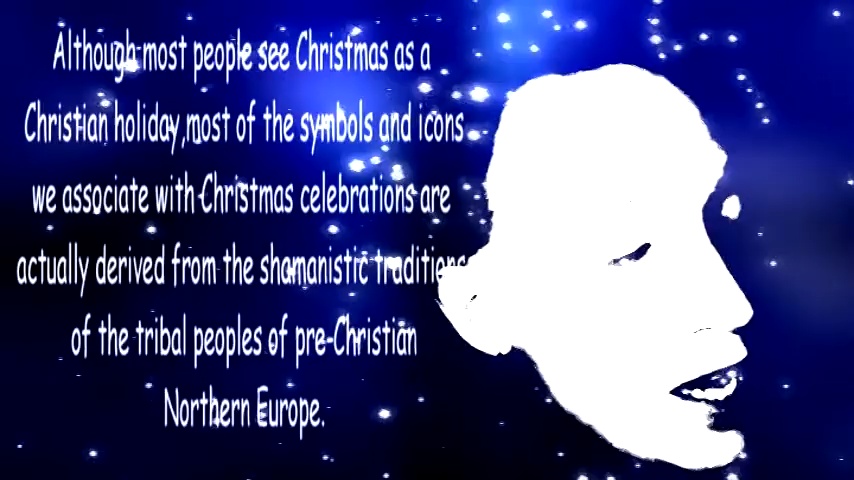 Although most people see Christmas as a
Christian holiday,most of the symbols and icons
we associate with Christmas celebrations are
actually derived from the shamanistic traditions
of the tribal peoples of pre-Christian
Northern Europe.